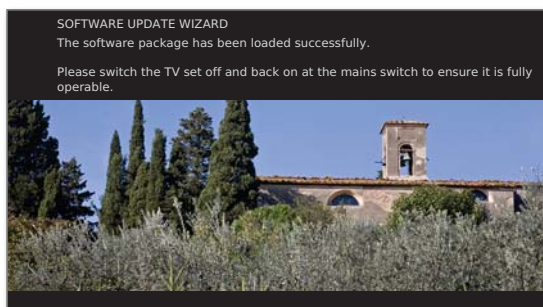 SOFTWARE UPDATE WIZARD
The software package has been loaded successfully.
Please switch the TV set off and back on at the mains switch to ensure it is fully
operable.